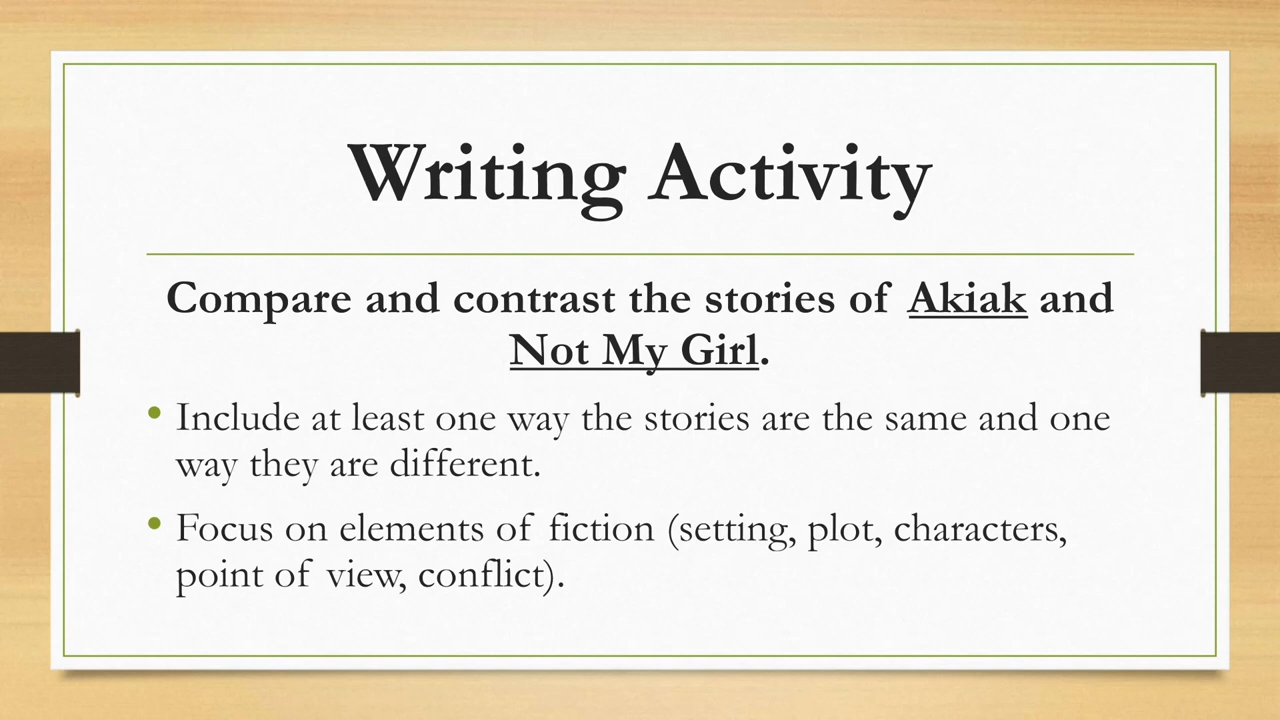 Writing Activity
Compare and contrast the stories of Akiak and
Not My Girl.
• Include at least one way the stories are the same and one
way they are different.
• Focus on elements of fiction (setting, plot, characters,
point of view, conflict).